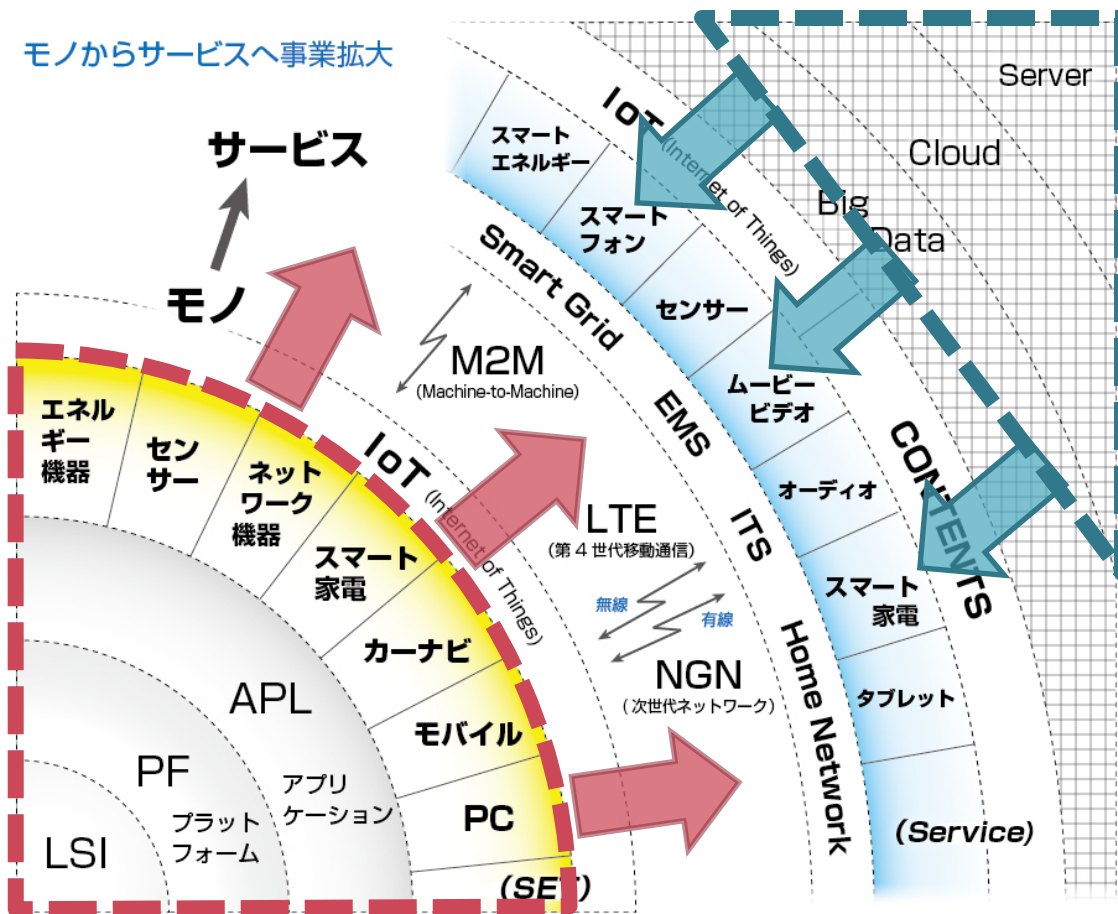 モノからサービスへ事業拡大
サービス
モノ
エネル
ギー
機器
セン
サー
ネット
ワーク
機器
スマート
家電
カーナビ
モバイル
PC
(SET)
APL
アプリ
ケーション
PF
プラット
フォーム
LSI
IoT
(Internet of Things)
M2M
(Machine-to-Machine)
LTE
(第4世代移動通信)
無線
有線
NGN
(次世代ネットワーク)
Smart Grid
EMS
ITS
Home Network
スマート
エネルギー
スマート
フォン
センサー
ムービー
ビデオ
オーディオ
スマート
家電
タブレット
(Service)
IoT
(Internet of Things)
CONTENTS
Big
Data
Cloud
Server